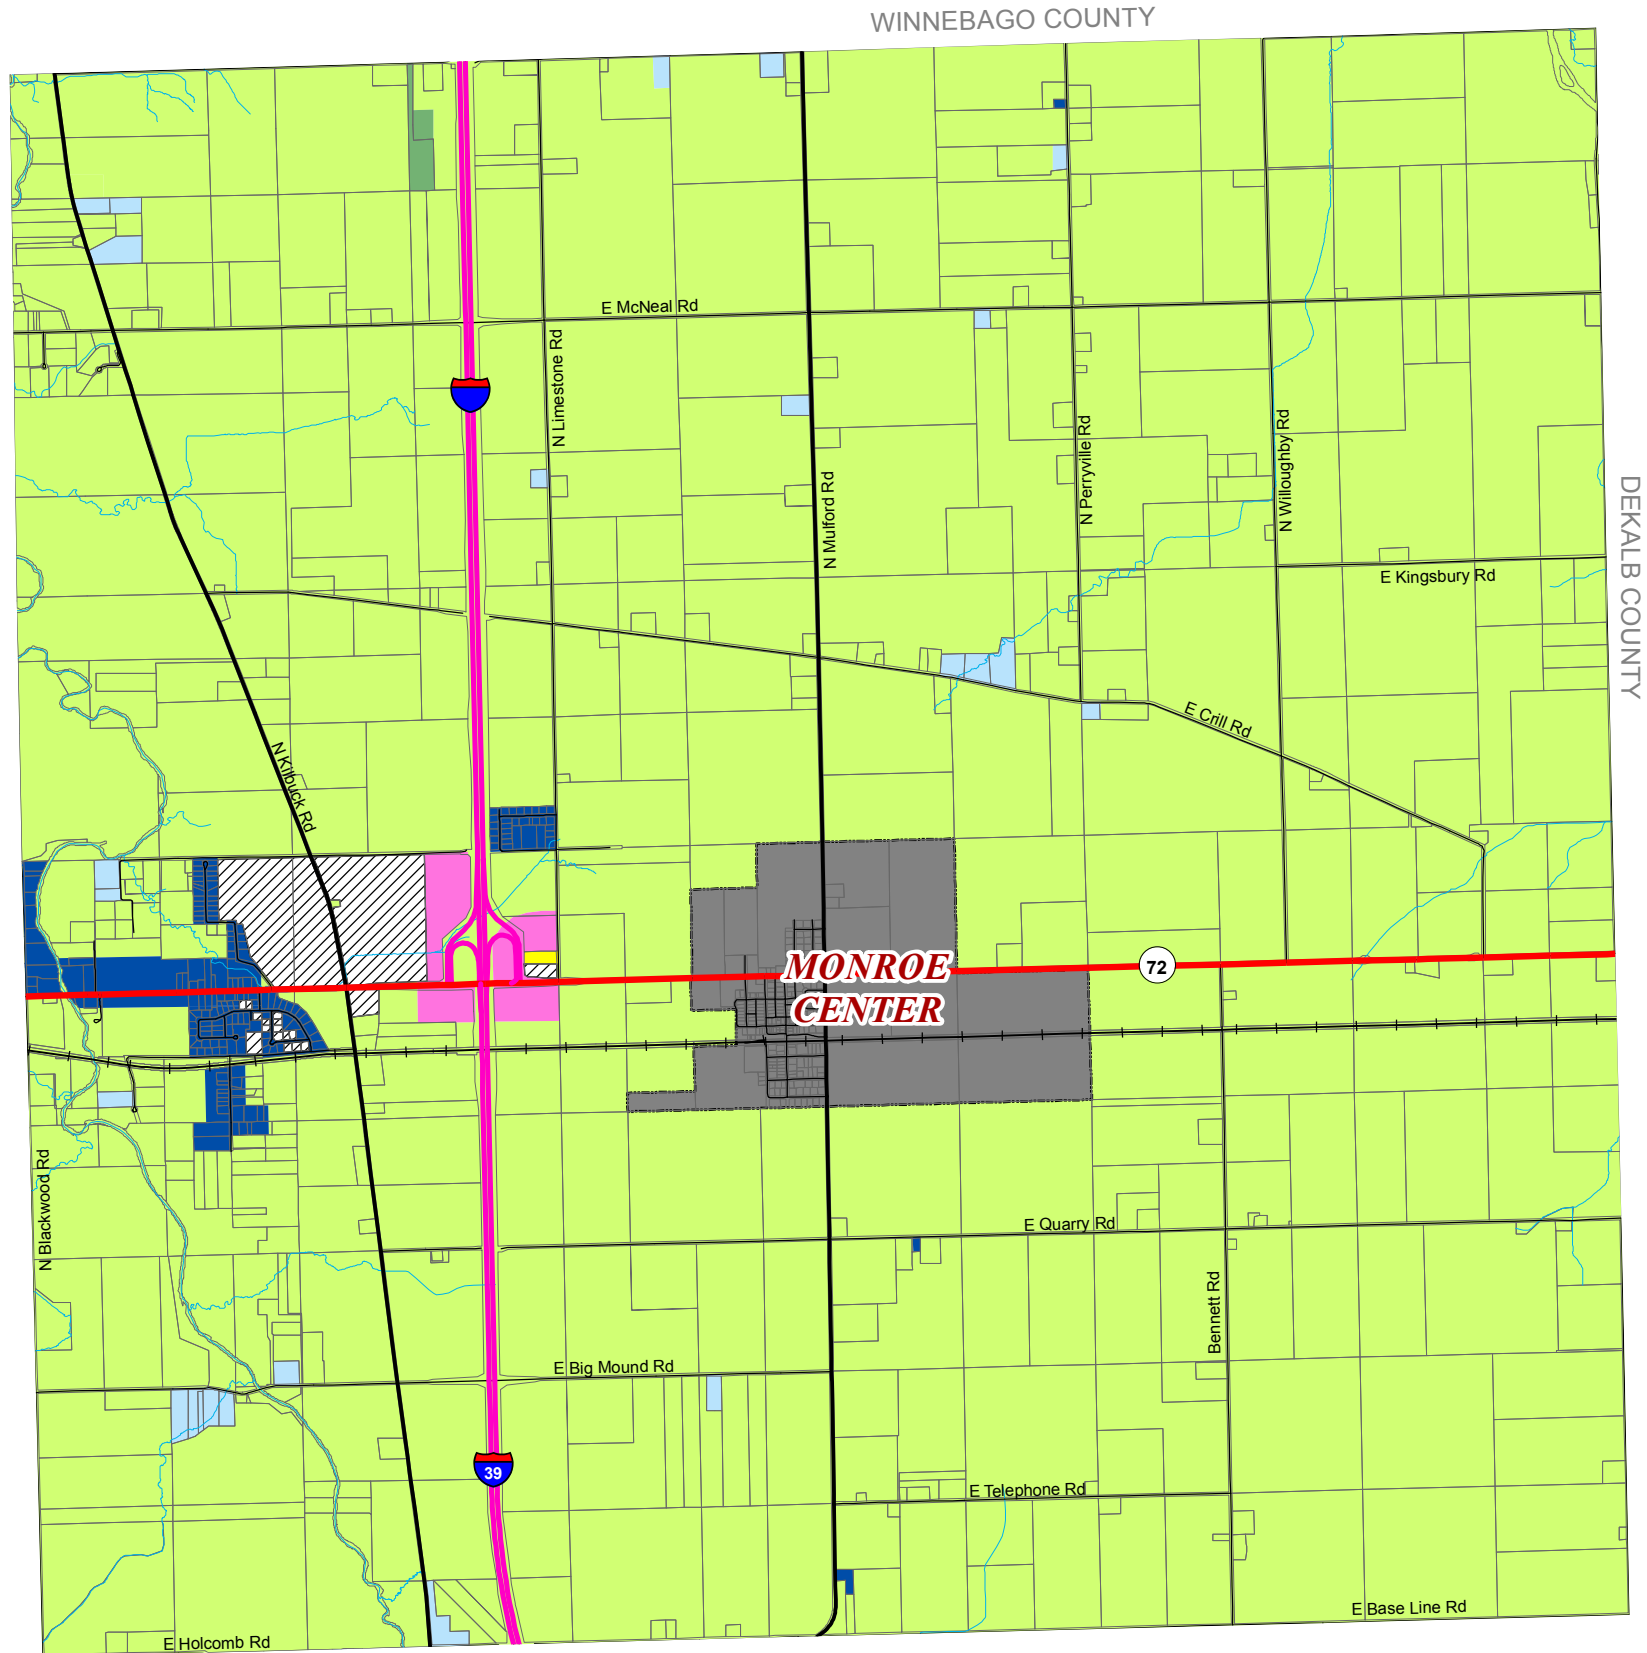 WINNEBAGO COUNTY
E McNeal Rd
N Limestone Rd
N Perryville Rd
N Willoughby Rd
N Mulford Rd
DEKALB COUNTY
E Kingsbury Rd
E Crill Rd
N Kilbuck Rd
MONROE
CENTER
72
N Blackwood Rd
E Quarry Rd
Bennett Rd
E Big Mound Rd
39
E Telephone Rd
E Base Line Rd
E Holcomb Rd